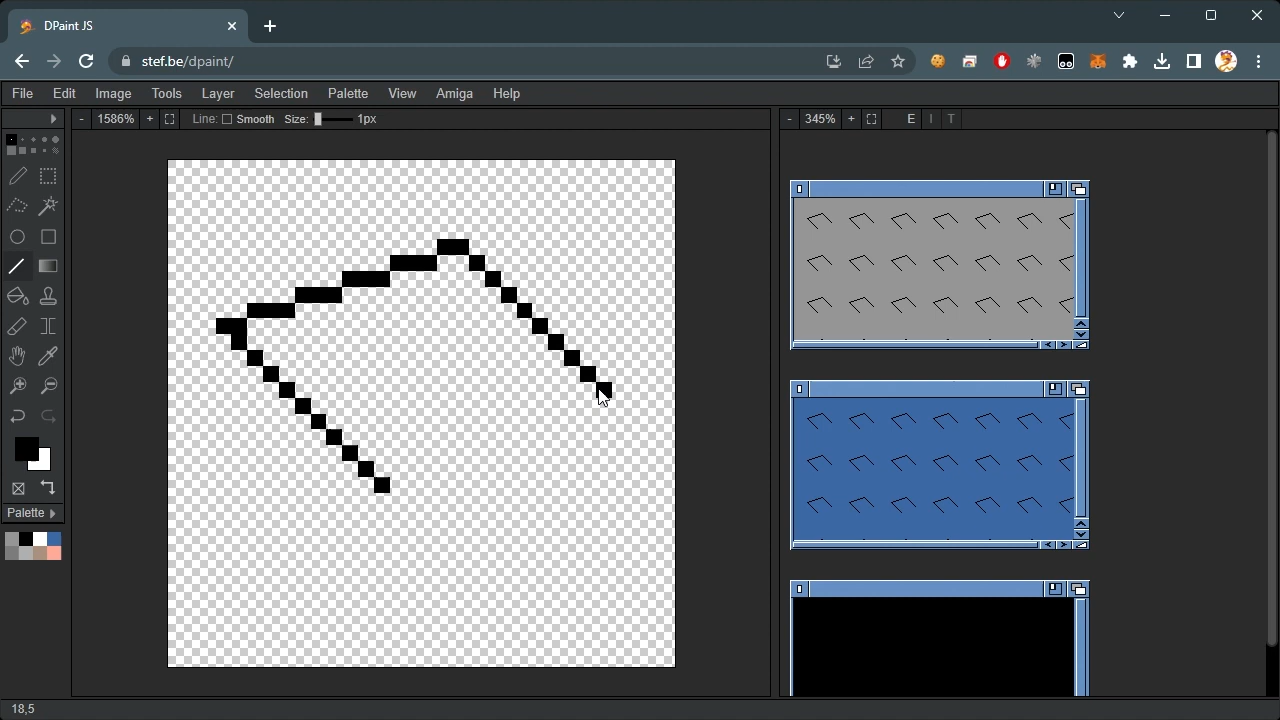 DPaint JS
stef.be/dpaint/
File Edit Image Tools Layer Selection Palette View Amiga Help
- 1586% + Line: Smooth Size: 1px - 345% + E I T
Palette
18,5